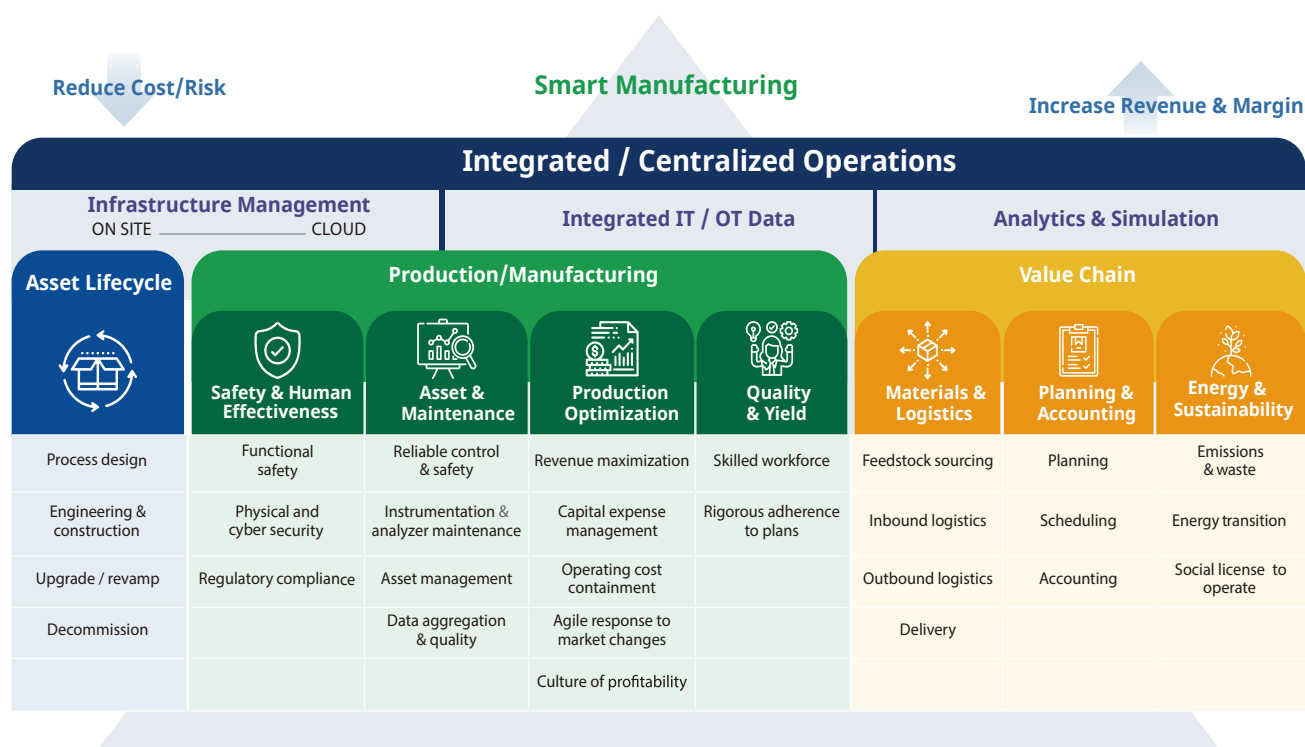 Reduce Cost/Risk
Smart Manufacturing
Increase Revenue & Margin
Integrated / Centralized Operations
Infrastructure Management
ON SITE
CLOUD
Integrated IT / OT Data
Analytics & Simulation
Asset Lifecycle
Production/Manufacturing
Value Chain
Safety & Human
Effectiveness
Asset &
Maintenance
Production
Optimization
Quality
& Yield
Materials &
Logistics
Planning &
Accounting
Energy &
Sustainability
Process design
Functional
safety
Reliable control
& safety
Revenue maximization
Skilled workforce
Feedstock sourcing
Planning
Emissions
& waste
Engineering &
construction
Physical and
cyber security
Instrumentation &
analyzer maintenance
Capital expense
management
Rigorous adherence
to plans
Inbound logistics
Scheduling
Energy transition
Upgrade / revamp
Regulatory compliance
Asset management
Operating cost
containment
Outbound logistics
Accounting
Social license to
operate
Decommission
Data aggregation
& quality
Agile response to
market changes
Delivery
Culture of profitability